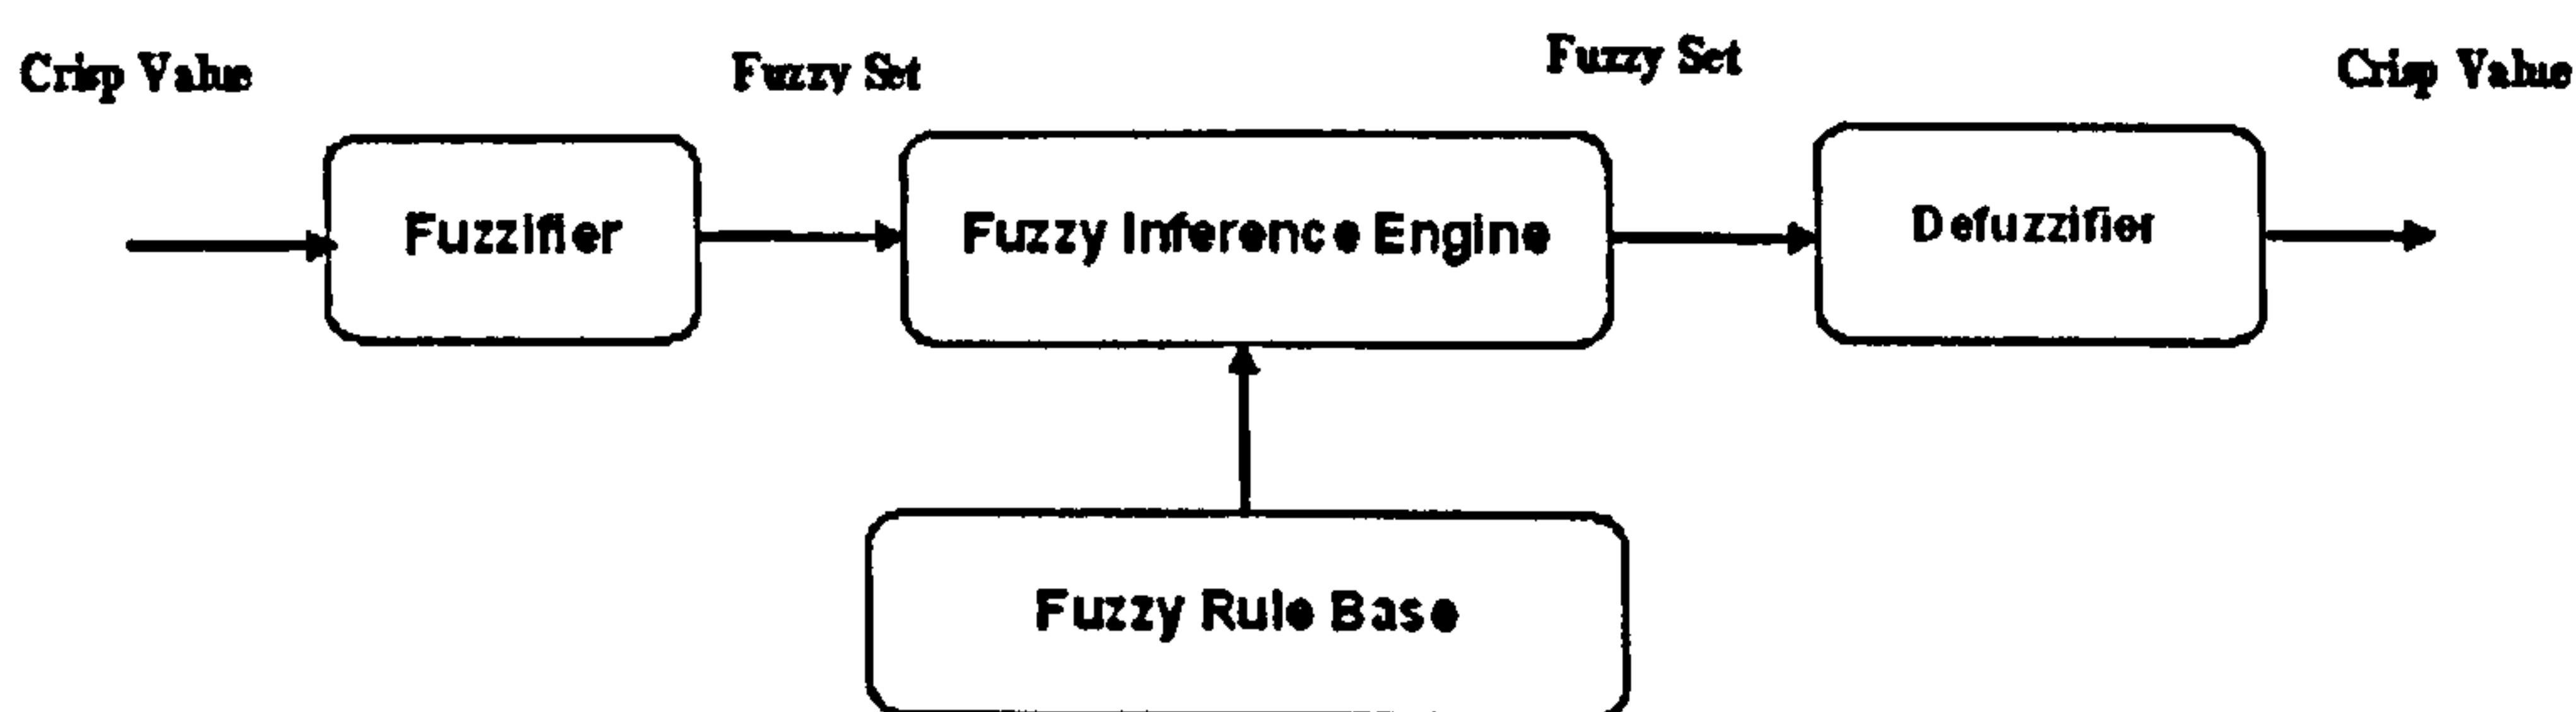 Crisp Value
Fuzzy Set
Fuzzy Set
Crisp Value
Fuzzifier
Fuzzy Inference Engine
Defuzzifier
Fuzzy Rule Base